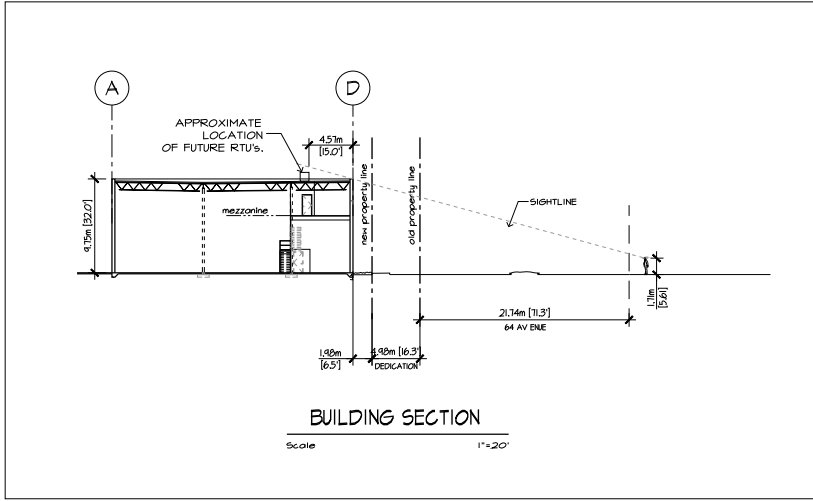 A
D
APPROXIMATE
LOCATION
OF FUTURE RTU's.
4.57m
[15.0']
new property line
old property line
SIGHTLINE
mezzanine
9.75m [32.0']
1.71m
[5.61]
21.74m [71.3']
64 AV ENUE
1.98m
[6.5']
4.98m [16.3']
DEDICATION
BUILDING SECTION
Scale
1"=20'